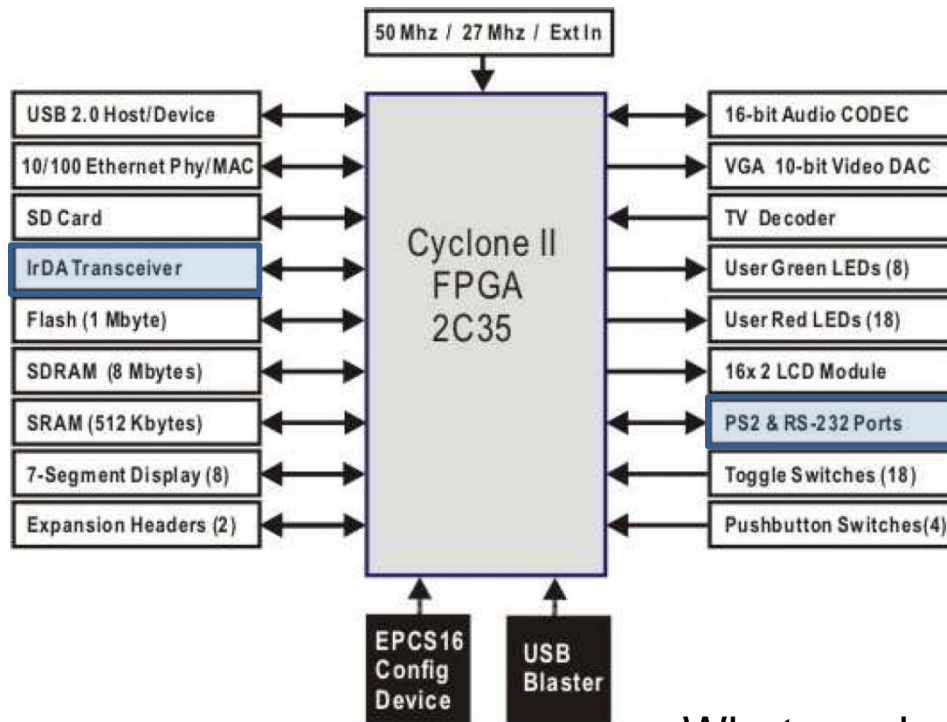 50 Mhz / 27 Mhz / Ext In
USB 2.0 Host/Device
10/100 Ethernet Phy/MAC
SD Card
IrDA Transceiver
Flash (1 Mbyte)
SDRAM (8 Mbytes)
SRAM (512 Kbytes)
7-Segment Display (8)
Expansion Headers (2)
Cyclone II
FPGA
2C35
16-bit Audio CODEC
VGA 10-bit Video DAC
TV Decoder
User Green LEDs (8)
User Red LEDs (18)
16x 2 LCD Module
PS2 & RS-232 Ports
Toggle Switches (18)
Pushbutton Switches(4)
EPCS16
Config
Device
USB
Blaster